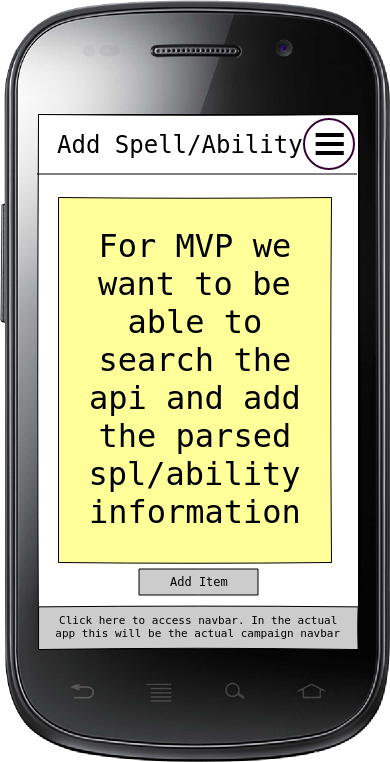 Add Spell/Ability
For MVP we
want to be
able to
search the
api and add
the parsed
spl/ability
information
Add Item
Click here to access navbar. In the actual
app this will be the actual campaign navbar